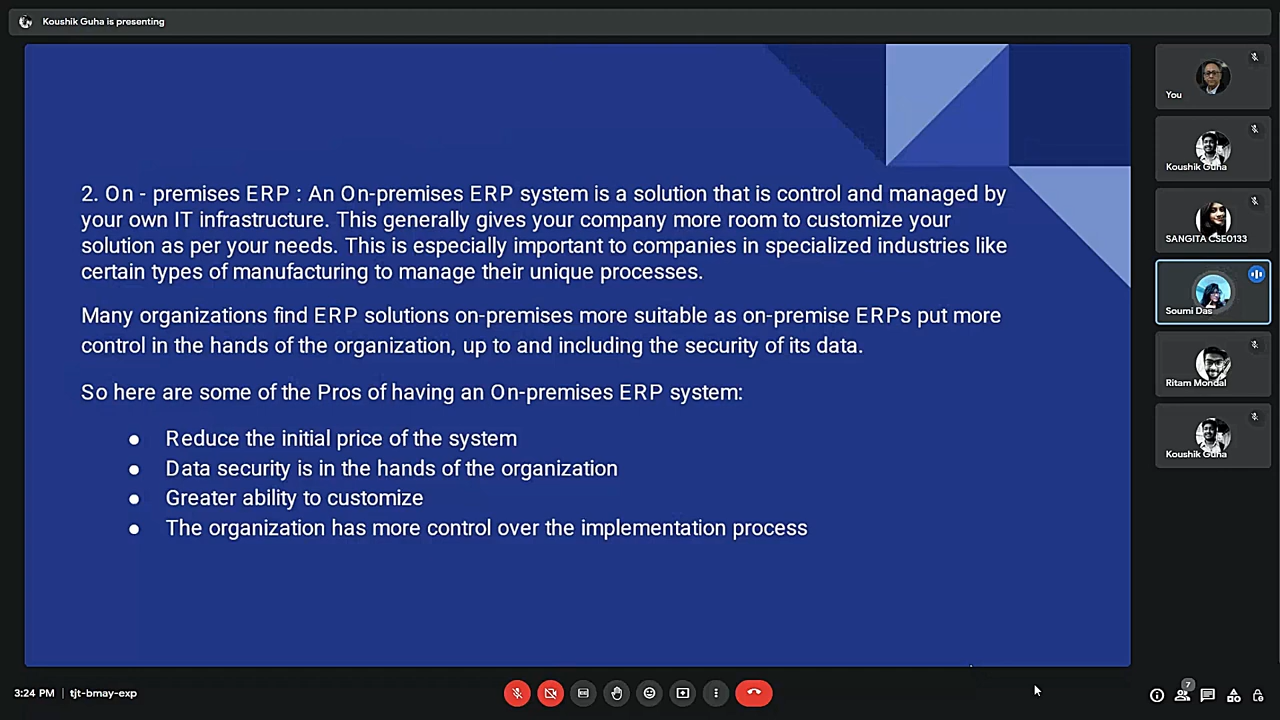 Koushik Guha is presenting
2. On - premises ERP : An On-premises ERP system is a solution that is control and managed by
your own IT infrastructure. This generally gives your company more room to customize your
solution as per your needs. This is especially important to companies in specialized industries like
certain types of manufacturing to manage their unique processes.
Many organizations find ERP solutions on-premises more suitable as on-premise ERPs put more
control in the hands of the organization, up to and including the security of its data.
So here are some of the Pros of having an On-premises ERP system:
● Reduce the initial price of the system
● Data security is in the hands of the organization
● Greater ability to customize
● The organization has more control over the implementation process
You
Koushik Guha
SANGITA CSE0133
Soumi Das
Ritam Mondal
Koushik Guha
3:24 PM | tjt-bmay-exp
7